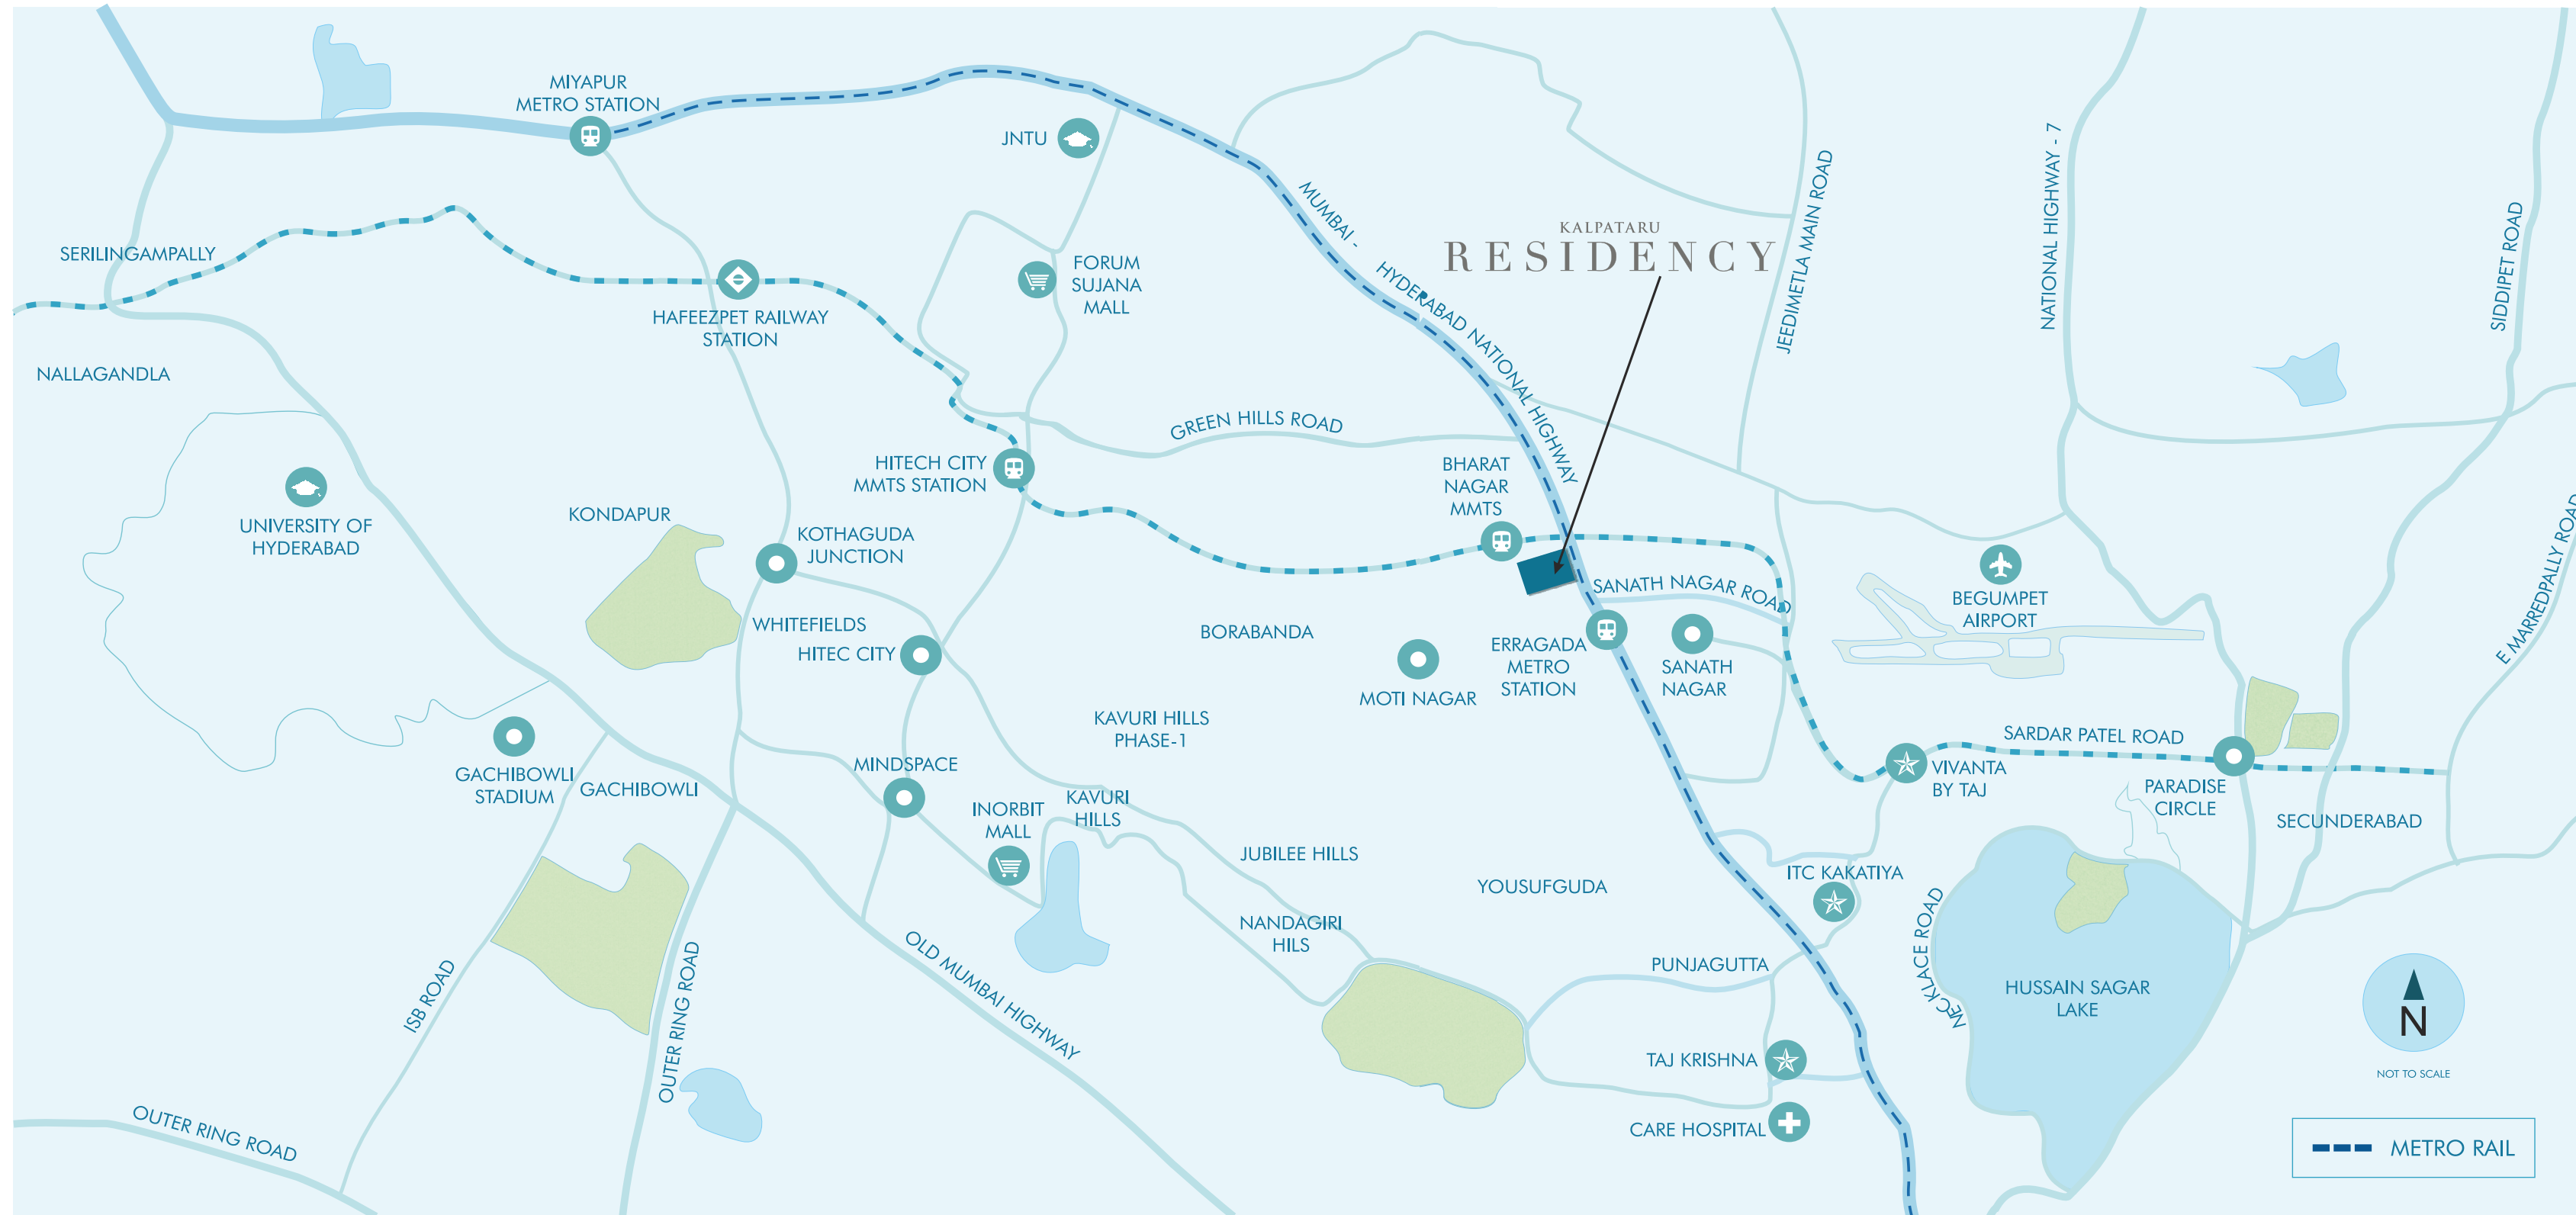 MIYAPUR
METRO STATION
JNTU
MUMBAI -
HYDERABAD NATIONAL HIGHWAY
KALPATARU
RESIDENCY
JEEDIMETLA MAIN ROAD
NATIONAL HIGHWAY - 7
SIDDIPET ROAD
SERILINGAMPALLY
FORUM
SUJANA
MALL
HAFEEZPET RAILWAY
STATION
NALLAGANDLA
GREEN HILLS ROAD
HITECH CITY
MMTS STATION
BHARAT
NAGAR
MMTS
UNIVERSITY OF
HYDERABAD
KONDAPUR
KOTHAGUDA
JUNCTION
SANATH NAGAR ROAD
BEGUMPET
AIRPORT
E MARREDPALLY ROAD
WHITEFIELDS
HITEC CITY
BORABANDA
MOTI NAGAR
ERRAGADA
METRO
STATION
SANATH
NAGAR
KAVURI HILLS
PHASE-1
SARDAR PATEL ROAD
GACHIBOWLI
STADIUM
GACHIBOWLI
MINDSPACE
INORBIT
MALL
KAVURI
HILLS
VIVANTA
BY TAJ
PARADISE
CIRCLE
SECUNDERABAD
JUBILEE HILLS
YOUSUFGUDA
ITC KAKATIYA
NANDAGIRI
HILS
NECKLACE ROAD
PUNJAGUTTA
HUSSAIN SAGAR
LAKE
ISB ROAD
OUTER RING ROAD
OLD MUMBAI HIGHWAY
N
NOT TO SCALE
TAJ KRISHNA
CARE HOSPITAL
OUTER RING ROAD
METRO RAIL